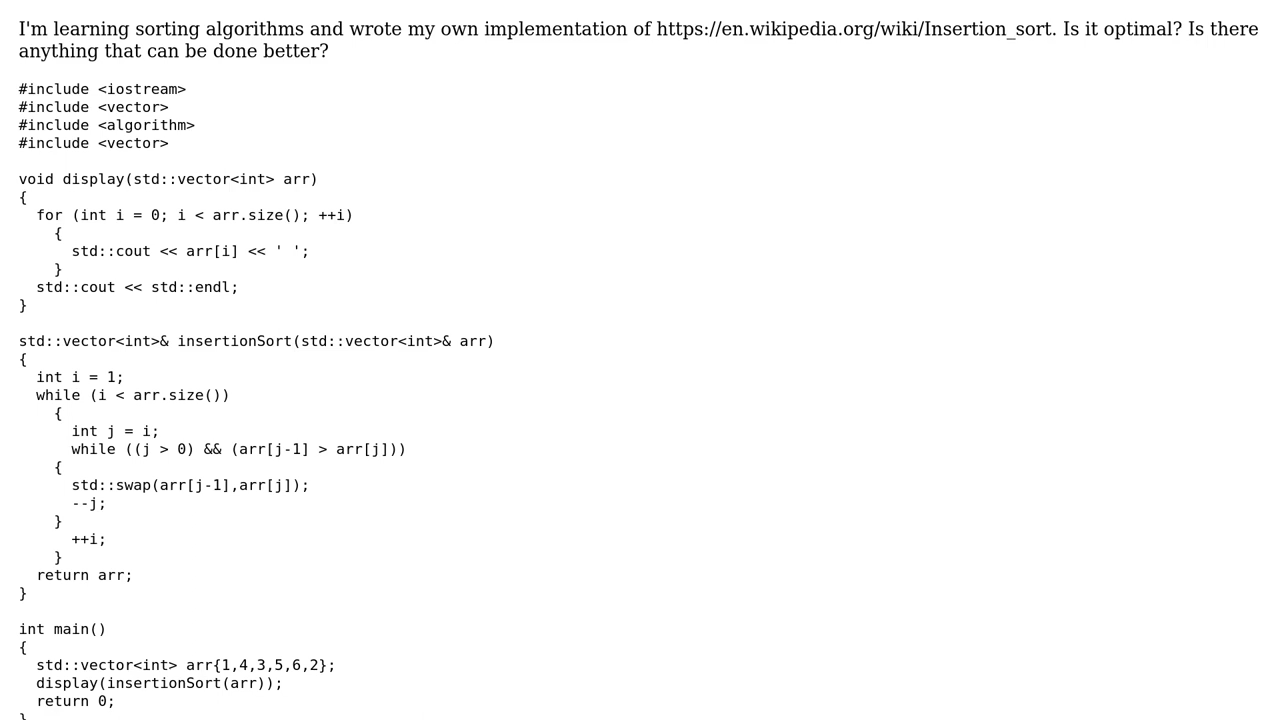 I'm learning sorting algorithms and wrote my own implementation of https://en.wikipedia.org/wiki/Insertion_sort. Is it optimal? Is there
anything that can be done better?
#include <iostream>
#include <vector>
#include <algorithm>
#include <vector>
void display(std::vector<int> arr)
{
  for (int i = 0; i < arr.size(); ++i)
    {
      std::cout << arr[i] << ' ';
    }
  std::cout << std::endl;
}
std::vector<int>& insertionSort(std::vector<int>& arr)
{
  int i = 1;
  while (i < arr.size())
    {
      int j = i;
      while ((j > 0) && (arr[j-1] > arr[j]))
    {
      std::swap(arr[j-1],arr[j]);
      --j;
    }
      ++i;
    }
  return arr;
}
int main()
{
  std::vector<int> arr{1,4,3,5,6,2};
  display(insertionSort(arr));
  return 0;
}